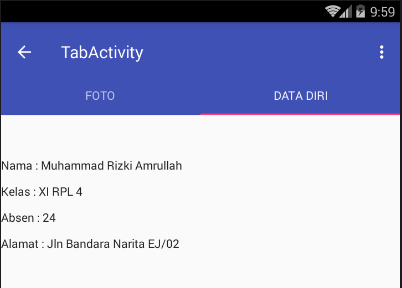 9:59
TabActivity
FOTO DATA DIRI
Nama : Muhammad Rizki Amrullah
Kelas : XI RPL 4
Absen : 24
Alamat : Jln Bandara Narita EJ/02